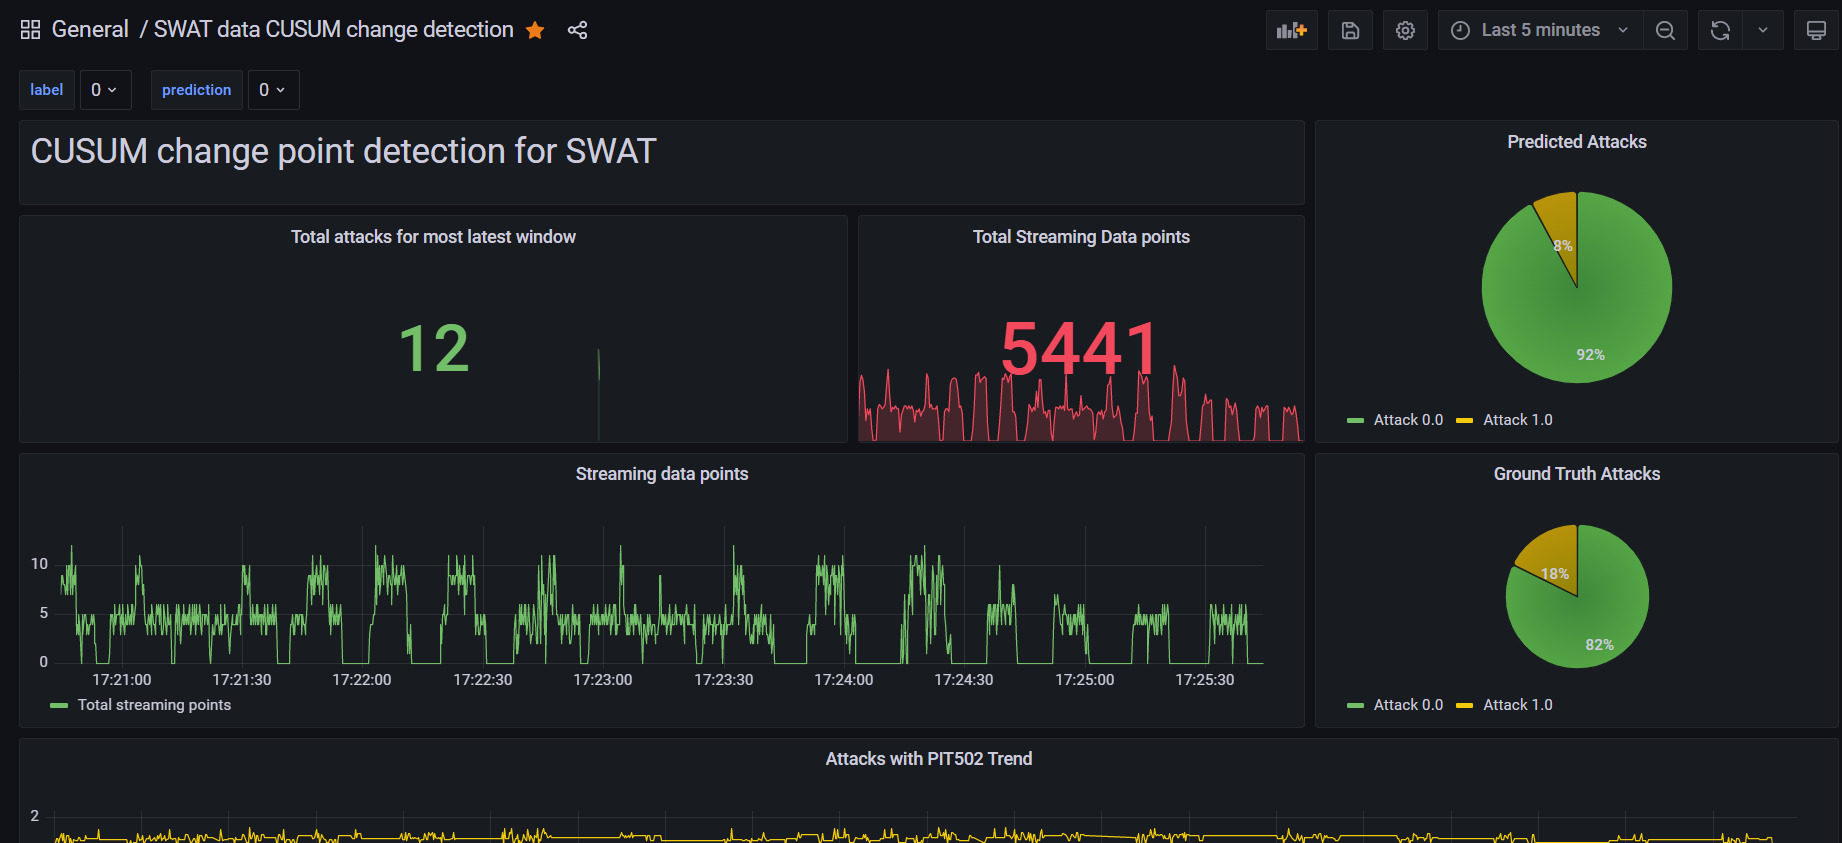 General / SWAT data CUSUM change detection
Last 5 minutes
label 0 prediction 0
CUSUM change point detection for SWAT
Total attacks for most latest window
12
Total Streaming Data points
5441
Predicted Attacks
8%
92%
Attack 0.0 Attack 1.0
Streaming data points
10
5
0
17:21:00 17:21:30 17:22:00 17:22:30 17:23:00 17:23:30 17:24:00 17:24:30 17:25:00 17:25:30
Total streaming points
Ground Truth Attacks
18%
82%
Attack 0.0 Attack 1.0
Attacks with PIT502 Trend
2